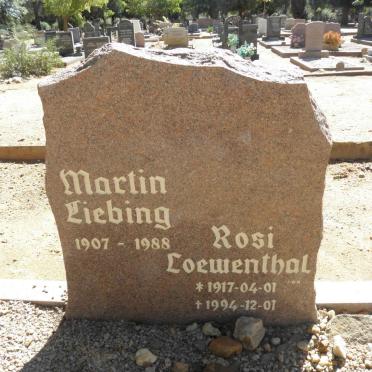 Martin
Liebing
1907 - 1988
Rosi
Loewenthal
* 1917-04-01
† 1994-12-01